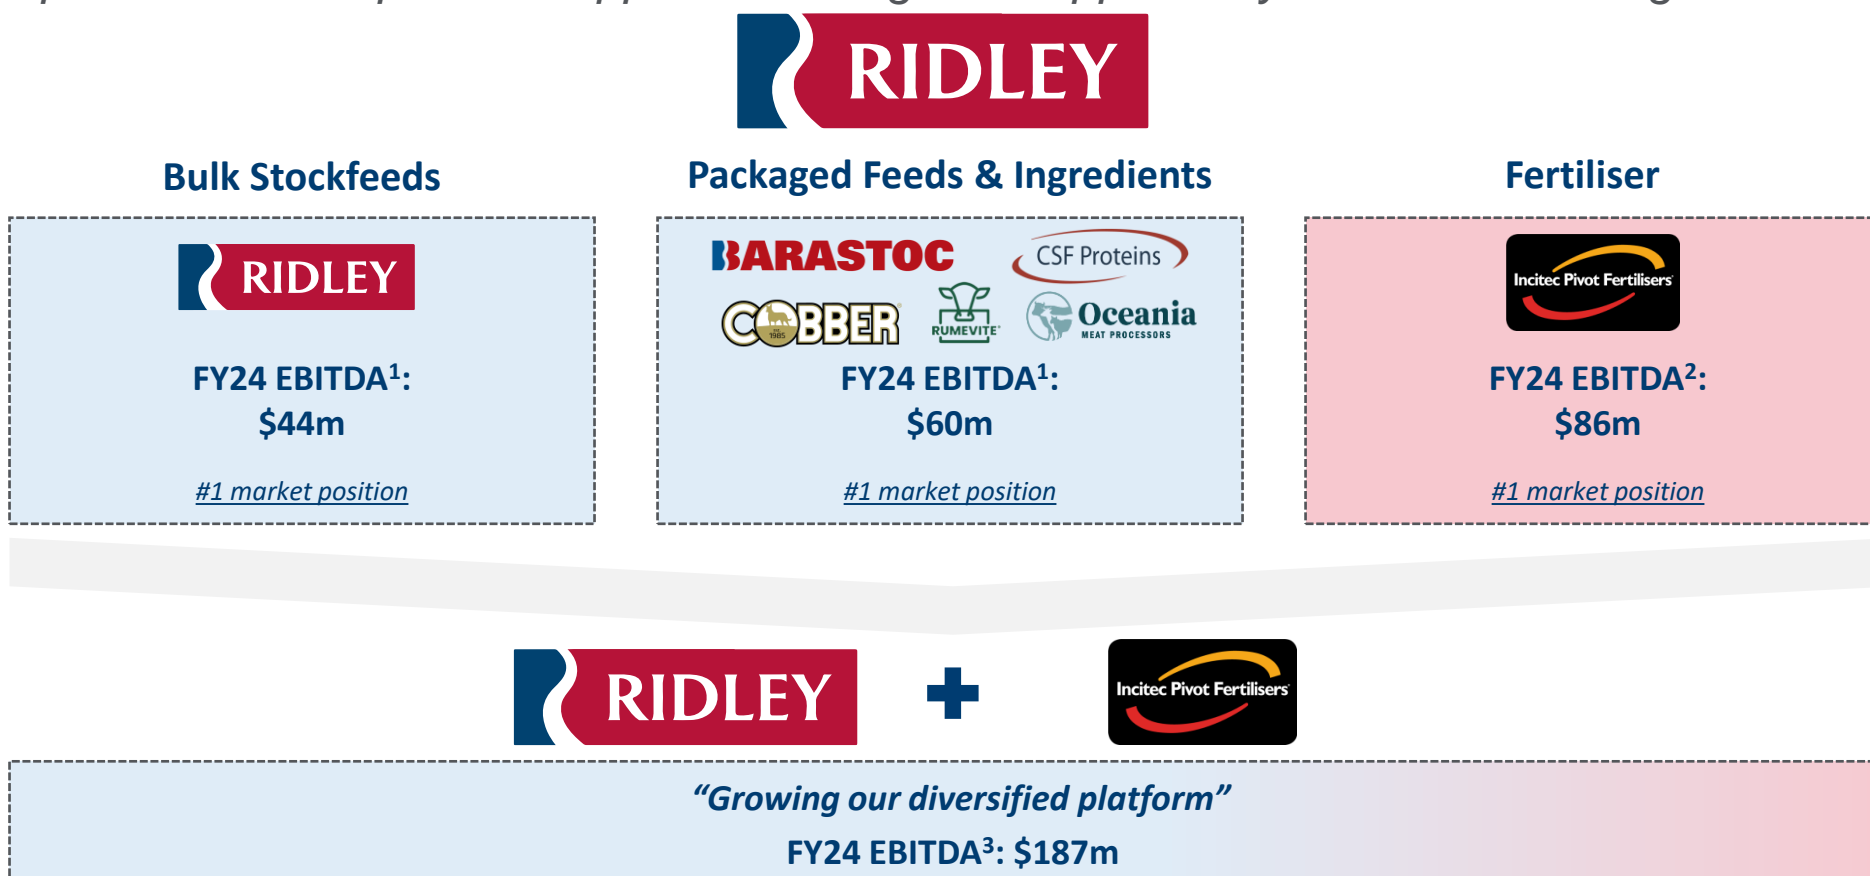 RIDLEY
Bulk Stockfeeds
Packaged Feeds & Ingredients
Fertiliser
RIDLEY
FY24 EBITDA¹:
$44m
#1 market position
BARASTOC
CSF Proteins
COBBER
EST
1985
RUMEVITE
Oceania
MEAT PROCESSORS
FY24 EBITDA¹:
$60m
#1 market position
Incitec Pivot Fertilisers
FY24 EBITDA²:
$86m
#1 market position
RIDLEY
+
Incitec Pivot Fertilisers
“Growing our diversified platform”
FY24 EBITDA³: $187m